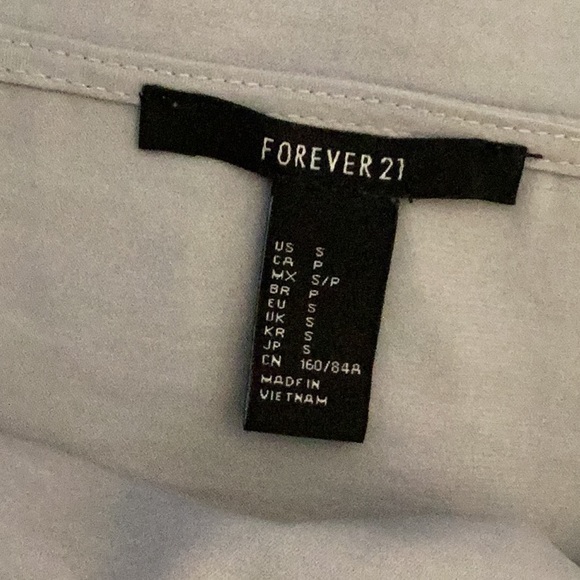 FOREVER 21
US S
CA P
MX S/P
BR P
EU S
UK S
KR S
JP S
CN 160/84A
MADE IN
VIETNAM